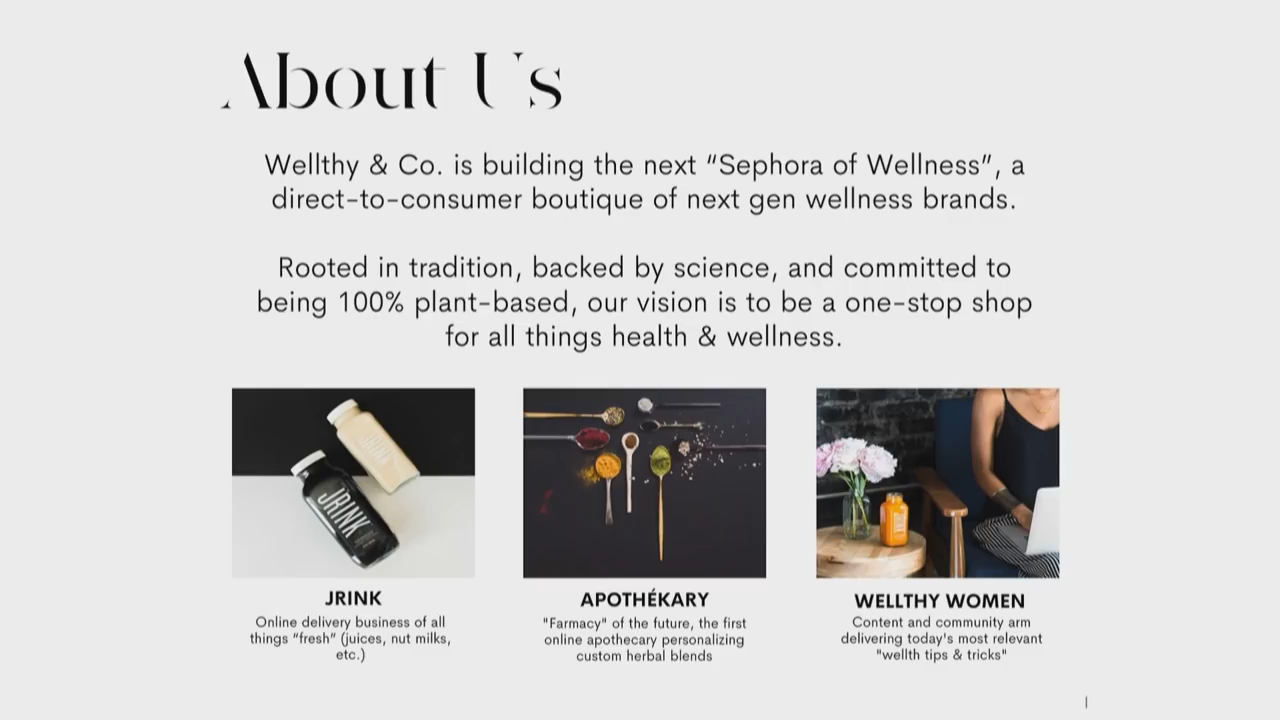 About Us
Wellthy & Co. is building the next “Sephora of Wellness”, a
direct-to-consumer boutique of next gen wellness brands.
Rooted in tradition, backed by science, and committed to
being 100% plant-based, our vision is to be a one-stop shop
for all things health & wellness.
JRINK
JRINK
JRINK
Online delivery business of all
things “fresh” (juices, nut milks,
etc.)
APOTHÉKARY
"Farmacy" of the future, the first
online apothecary personalizing
custom herbal blends
WELLTHY WOMEN
Content and community arm
delivering today's most relevant
"wellth tips & tricks"
1